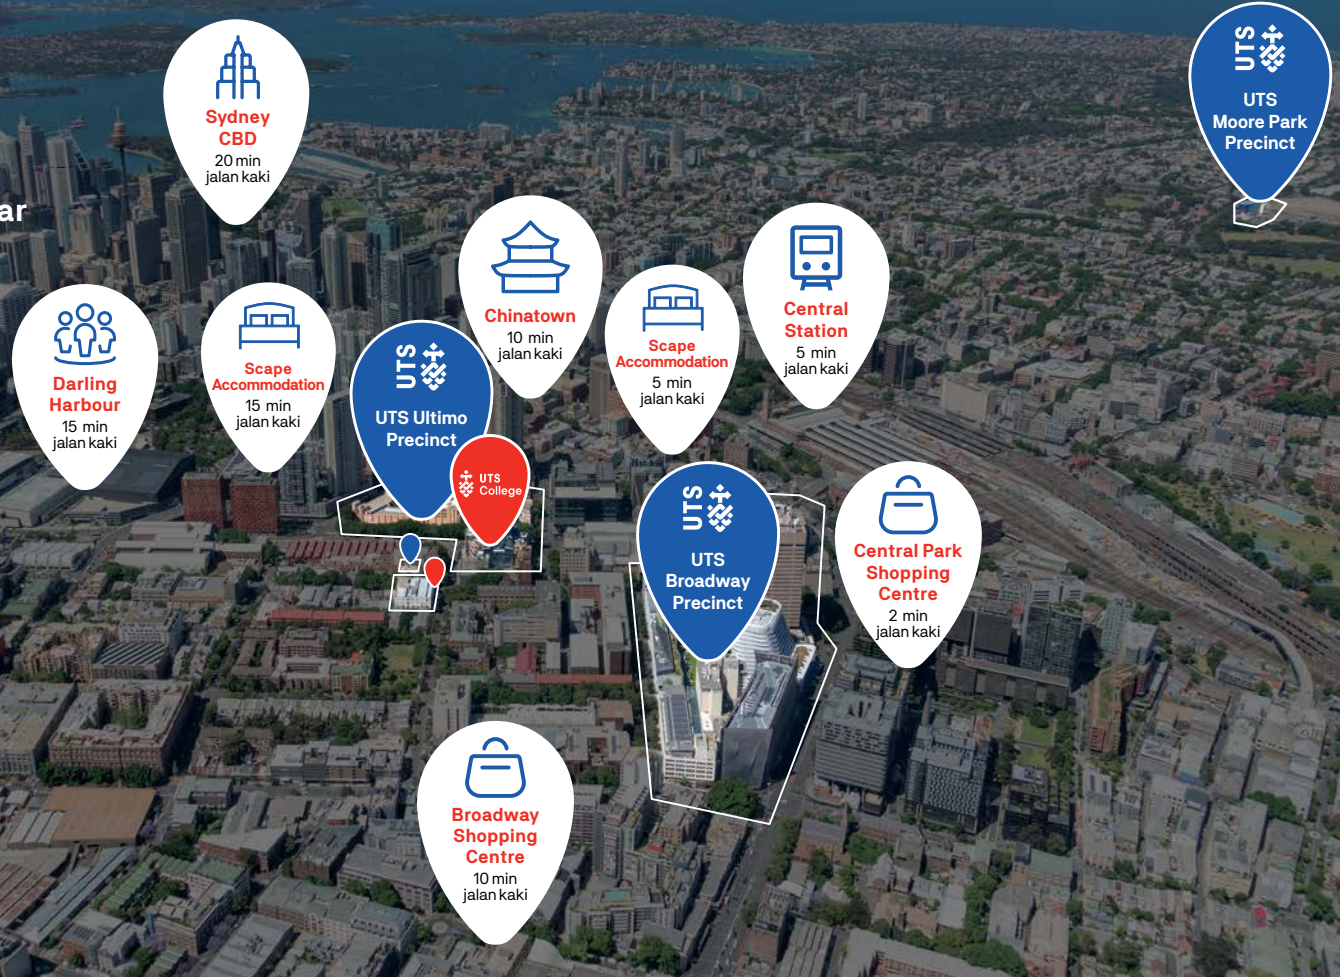 Sydney
CBD
20 min
jalan kaki
UTS
UTS
Moore Park
Precinct
ar
Darling
Harbour
15 min
jalan kaki
Scape
Accommodation
15 min
jalan kaki
UTS
UTS Ultimo
Precinct
UTS
College
Chinatown
10 min
jalan kaki
Scape
Accommodation
5 min
jalan kaki
Central
Station
5 min
jalan kaki
UTS
UTS
Broadway
Precinct
Central Park
Shopping
Centre
2 min
jalan kaki
Broadway
Shopping
Centre
10 min
jalan kaki